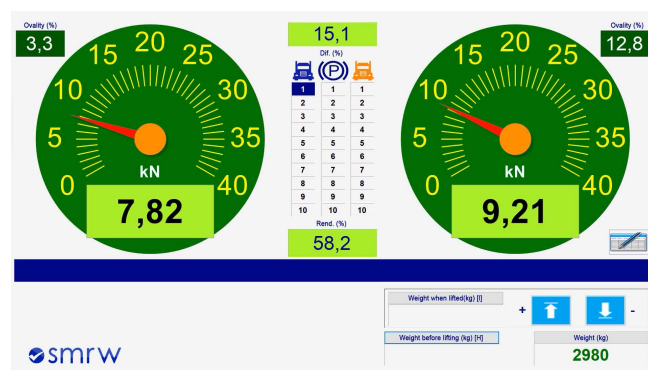 Ovality (%)
3,3
0
5
10
15
20
25
30
35
40
kN
7,82
15,1
Dif. (%)
P
1 1 1
2 2 2
3 3 3
4 4 4
5 5 5
6 6 6
7 7 7
8 8 8
9 9 9
10 10 10
Rend. (%)
58,2
Ovality (%)
12,8
0
5
10
15
20
25
30
35
40
kN
9,21
Weight when lifted(kg) [I]
+ -
Weight before lifting (kg) [H]
Weight (kg)
2980
smrw